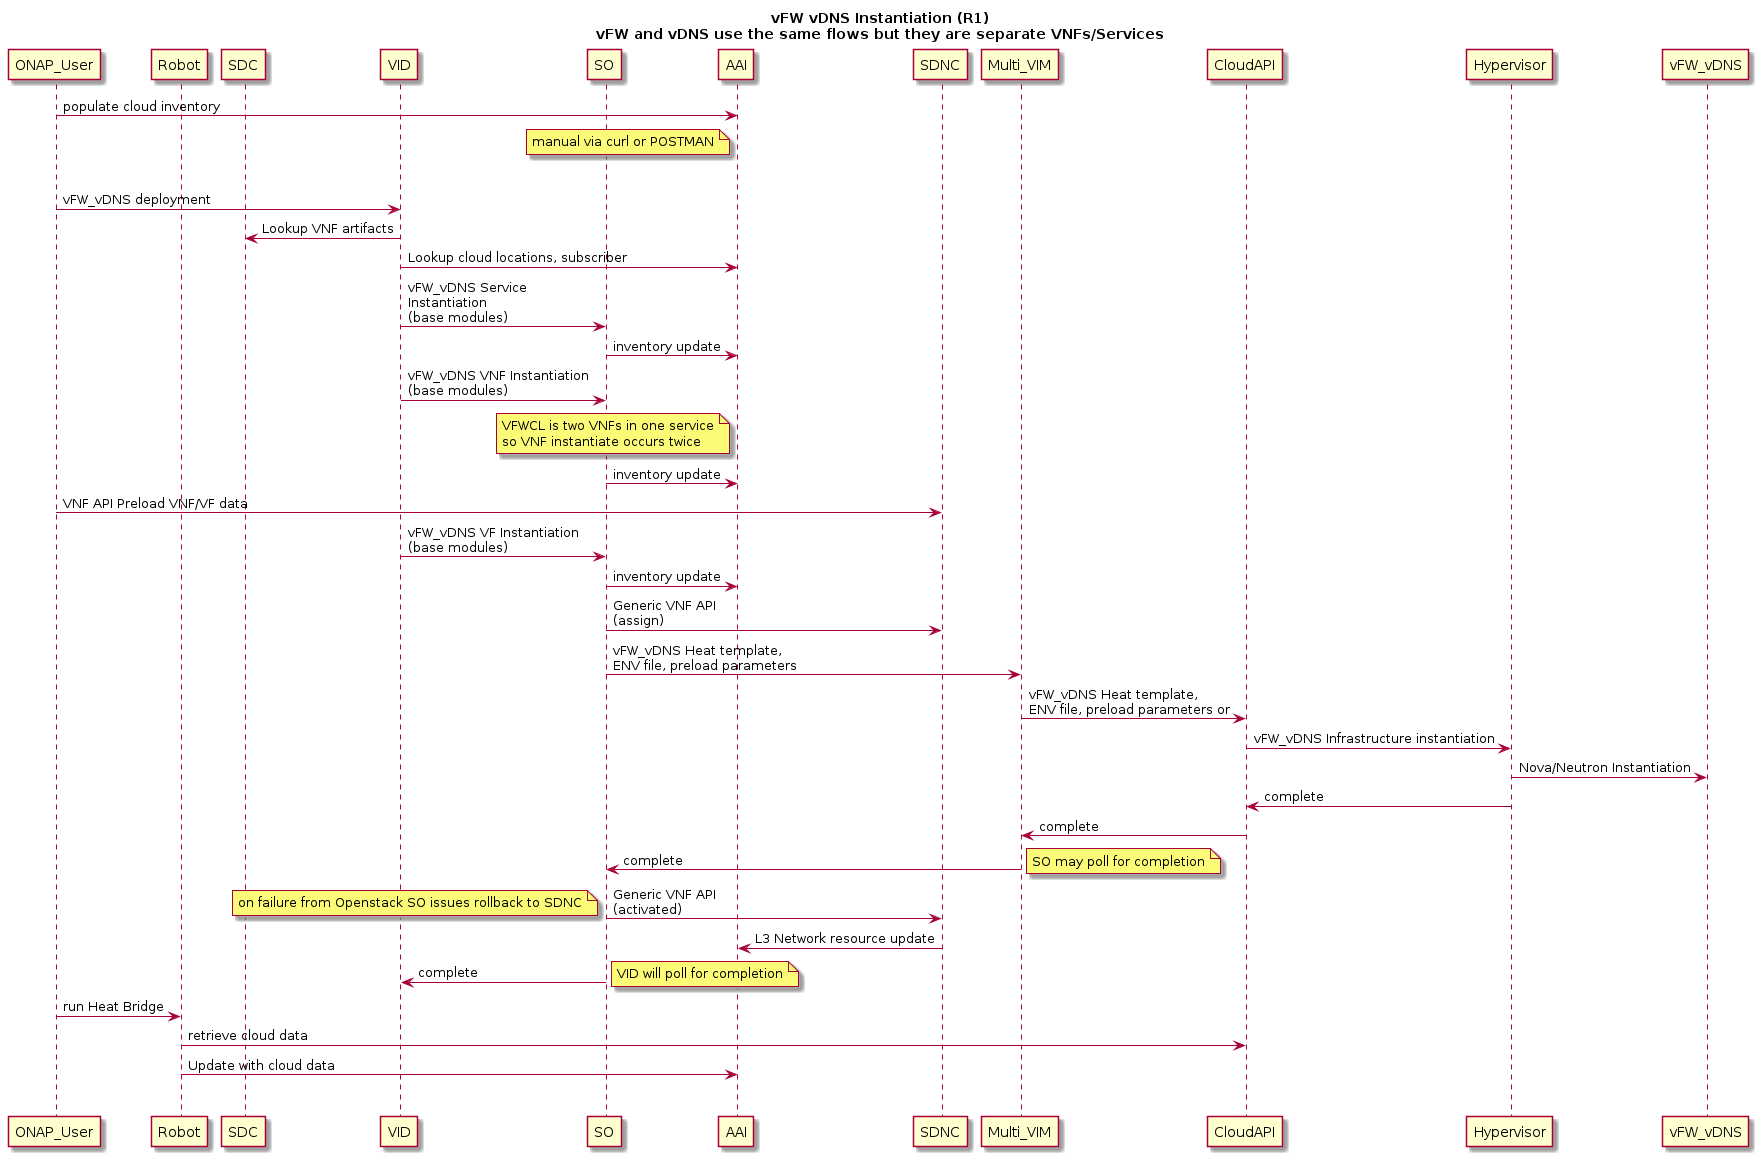 vFW vDNS Instantiation (R1)
vFW and vDNS use the same flows but they are separate VNFs/Services
ONAP_User Robot SDC VID SO AAI SDNC Multi_VIM CloudAPI Hypervisor vFW_vDNS
populate cloud inventory
manual via curl or POSTMAN
vFW_vDNS deployment
Lookup VNF artifacts
Lookup cloud locations, subscriber
vFW_vDNS Service
Instantiation
(base modules)
inventory update
vFW_vDNS VNF Instantiation
(base modules)
VFWCL is two VNFs in one service
so VNF instantiate occurs twice
inventory update
VNF API Preload VNF/VF data
vFW_vDNS VF Instantiation
(base modules)
inventory update
Generic VNF API
(assign)
vFW_vDNS Heat template,
ENV file, preload parameters
vFW_vDNS Heat template,
ENV file, preload parameters or
vFW_vDNS Infrastructure instantiation
Nova/Neutron Instantiation
complete
complete
complete
SO may poll for completion
on failure from Openstack SO issues rollback to SDNC
Generic VNF API
(activated)
L3 Network resource update
complete
VID will poll for completion
run Heat Bridge
retrieve cloud data
Update with cloud data
ONAP_User Robot SDC VID SO AAI SDNC Multi_VIM CloudAPI Hypervisor vFW_vDNS